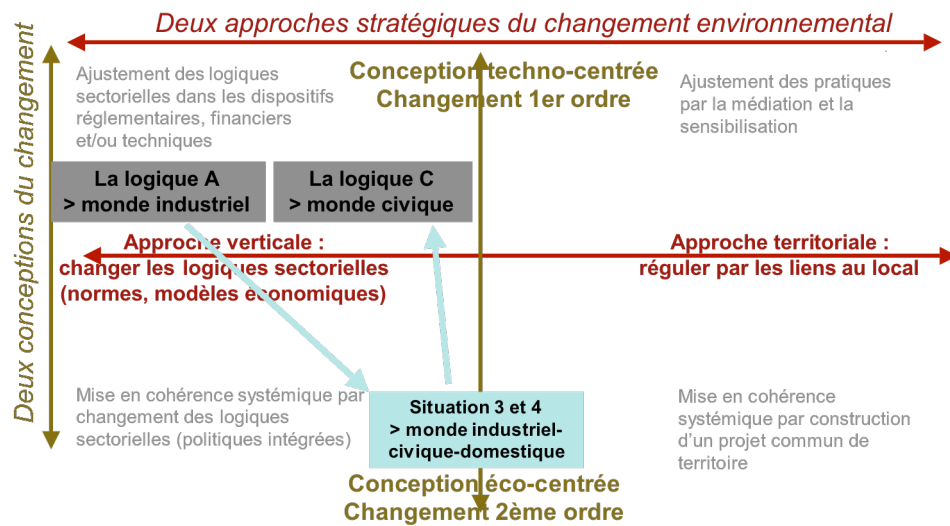 Deux approches stratégiques du changement environnemental
Deux conceptions du changement
Ajustement des logiques
sectorielles dans les dispositifs
réglementaires, financiers
et/ou techniques
Conception techno-centrée
Changement 1er ordre
Ajustement des pratiques
par la médiation et la
sensibilisation
La logique A
> monde industriel
La logique C
> monde civique
Approche verticale :
changer les logiques sectorielles
(normes, modèles économiques)
Approche territoriale :
réguler par les liens au local
Mise en cohérence systémique par
changement des logiques
sectorielles (politiques intégrées)
Situation 3 et 4
> monde industriel-
civique-domestique
Mise en cohérence
systémique par construction
d'un projet commun de
territoire
Conception éco-centrée
Changement 2ème ordre